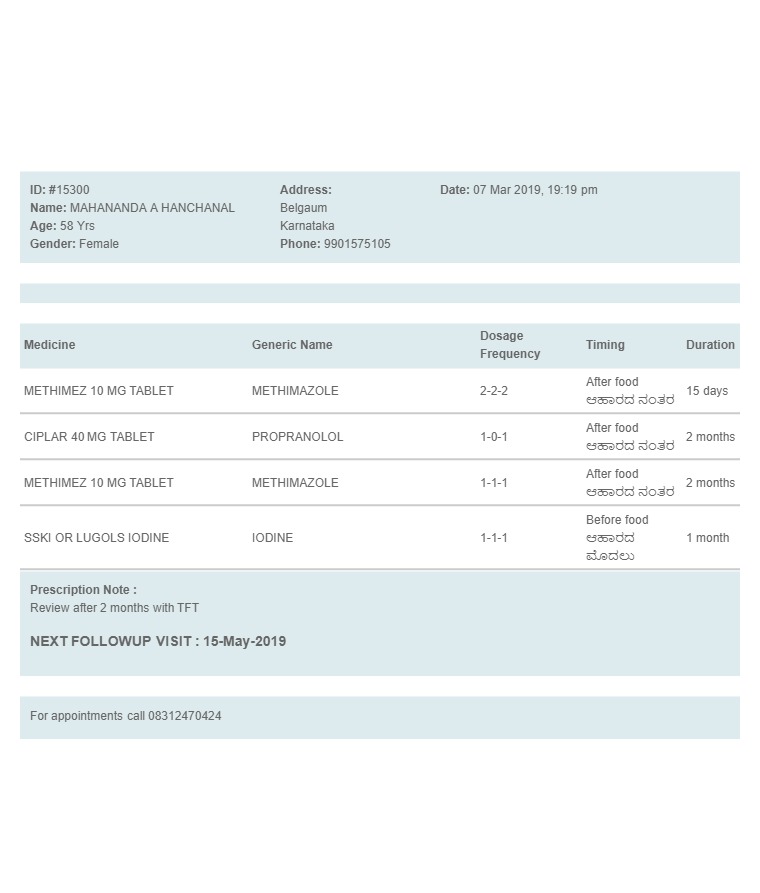 ID: #15300
Name: MAHANANDA A HANCHANAL
Age: 58 Yrs
Gender: Female
Address:
Belgaum
Karnataka
Phone: 9901575105
Date: 07 Mar 2019, 19:19 pm
Medicine Generic Name Dosage Frequency Timing Duration
METHIMEZ 10 MG TABLET METHIMAZOLE 2-2-2 After food 15 days
ಆಹಾರದ ನಂತರ
CIPLAR 40 MG TABLET PROPRANOLOL 1-0-1 After food 2 months
ಆಹಾರದ ನಂತರ
METHIMEZ 10 MG TABLET METHIMAZOLE 1-1-1 After food 2 months
ಆಹಾರದ ನಂತರ
SSKI OR LUGOLS IODINE IODINE 1-1-1 Before food 1 month
ಆಹಾರದ
ಮೊದಲು
Prescription Note :
Review after 2 months with TFT
NEXT FOLLOWUP VISIT : 15-May-2019
For appointments call 08312470424